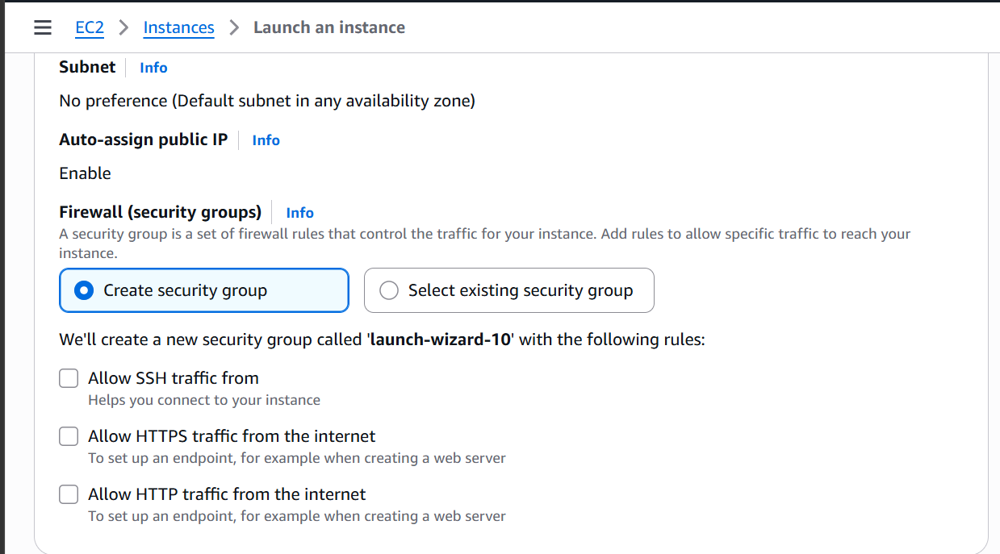 EC2 > Instances > Launch an instance
Subnet | Info
No preference (Default subnet in any availability zone)
Auto-assign public IP | Info
Enable
Firewall (security groups) | Info
A security group is a set of firewall rules that control the traffic for your instance. Add rules to allow specific traffic to reach your
instance.
Create security group
Select existing security group
We'll create a new security group called 'launch-wizard-10' with the following rules:
Allow SSH traffic from
Helps you connect to your instance
Allow HTTPS traffic from the internet
To set up an endpoint, for example when creating a web server
Allow HTTP traffic from the internet
To set up an endpoint, for example when creating a web server